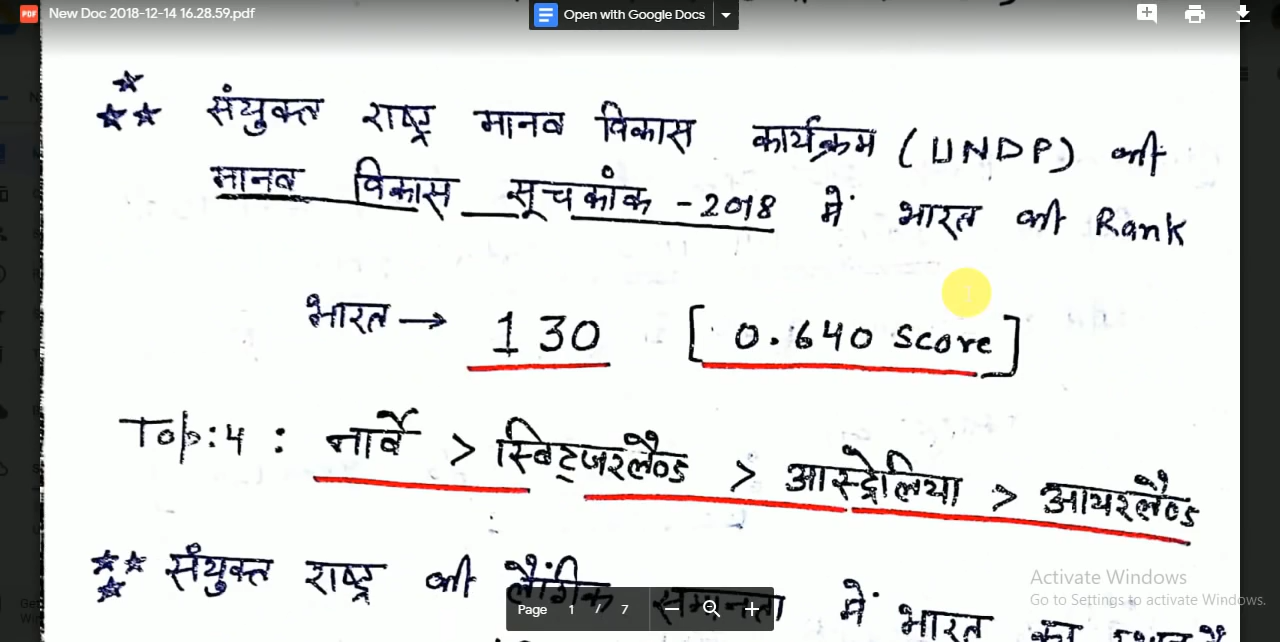 New Doc 2018-12-14 16.28.59.pdf
Open with Google Docs
संयुक्त राष्ट्र मानव विकास कार्यक्रम (UNDP) की
मानव विकास सूचकांक - 2018 में भारत की Rank
भारत → 130 [0.640 Score]
Top:4 : नार्वे > स्विट्जरलैण्ड > आस्ट्रेलिया > आयरलैण्ड
संयुक्त राष्ट्र की लैंगिक समानता में भारत का
Page 1 / 7
Activate Windows
Go to Settings to activate Windows.